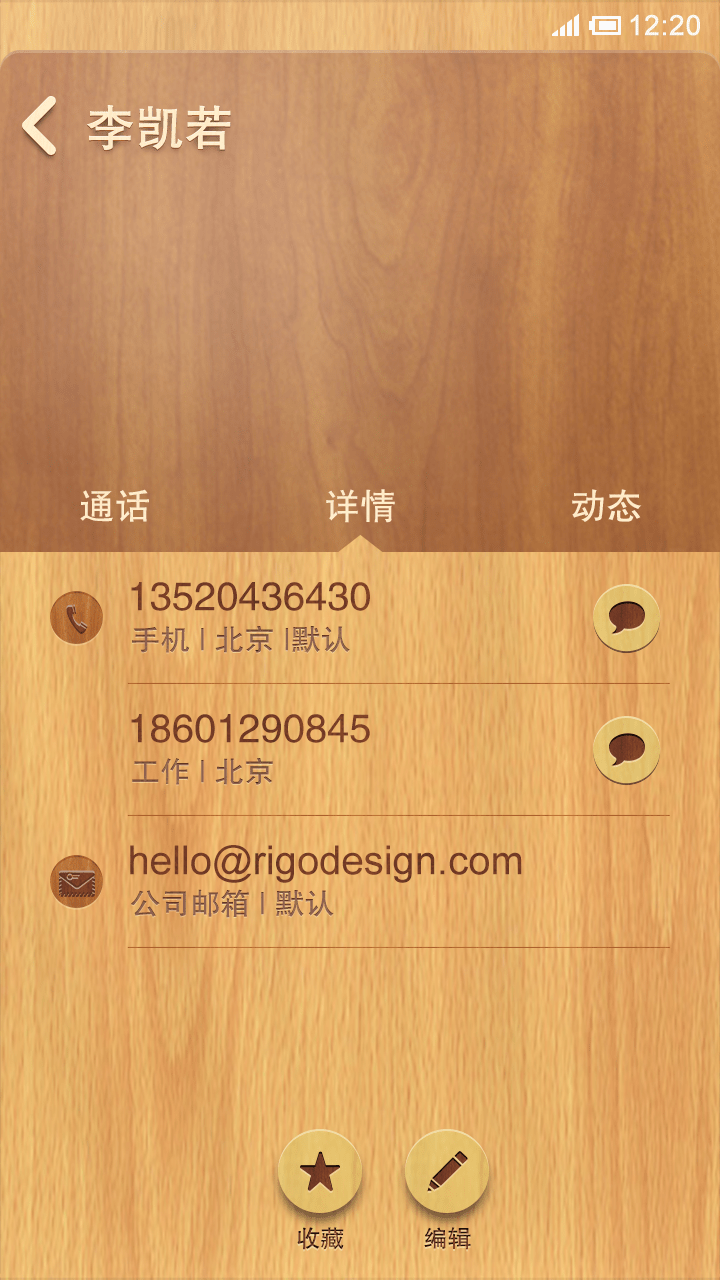 12:20
李凯若
通话 详情 动态
13520436430
手机 | 北京 |默认
18601290845
工作 | 北京
hello@rigodesign.com
公司邮箱 | 默认
收藏 编辑